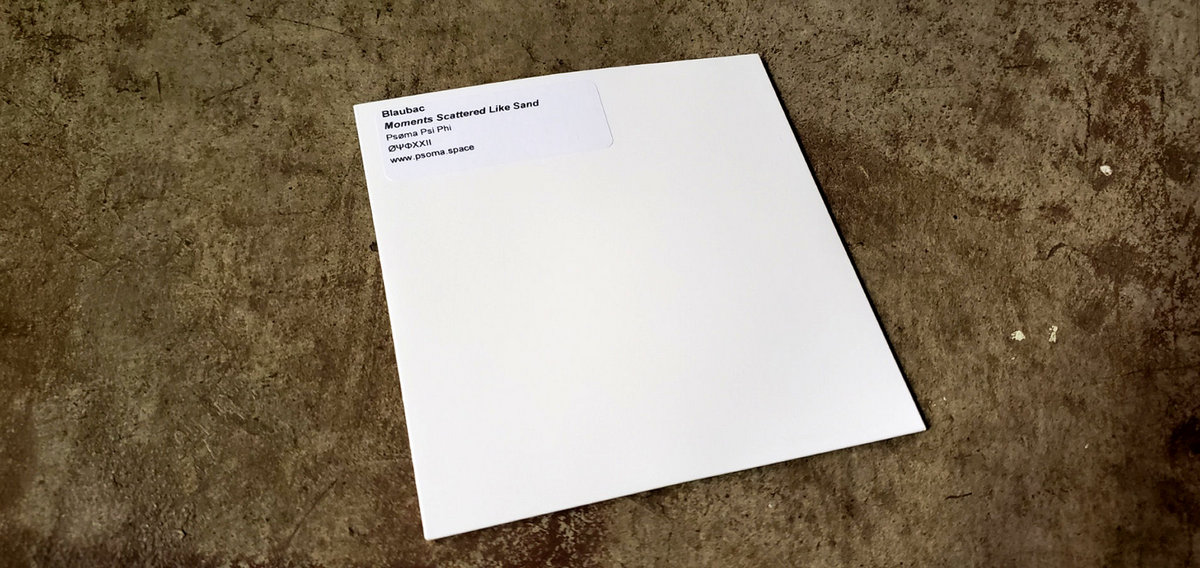 Blaubac
Moments Scattered Like Sand
Psøma Psi Phi
ØΨΦXXII
www.psoma.space